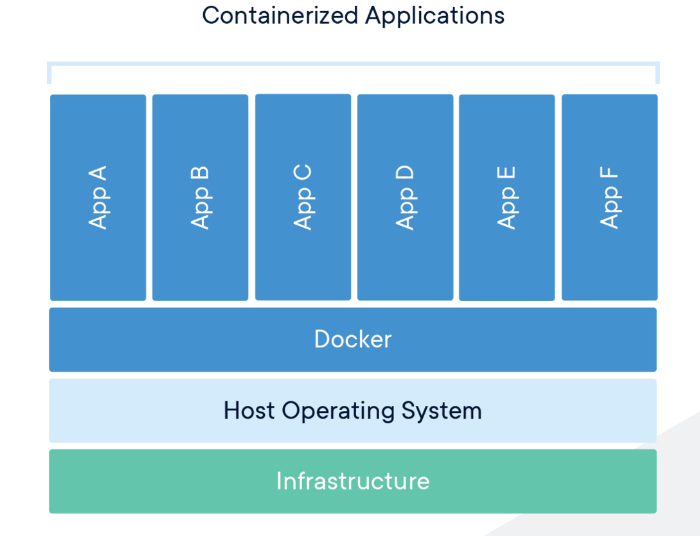 Containerized Applications
App A
App B
App C
App D
App E
App F
Docker
Host Operating System
Infrastructure